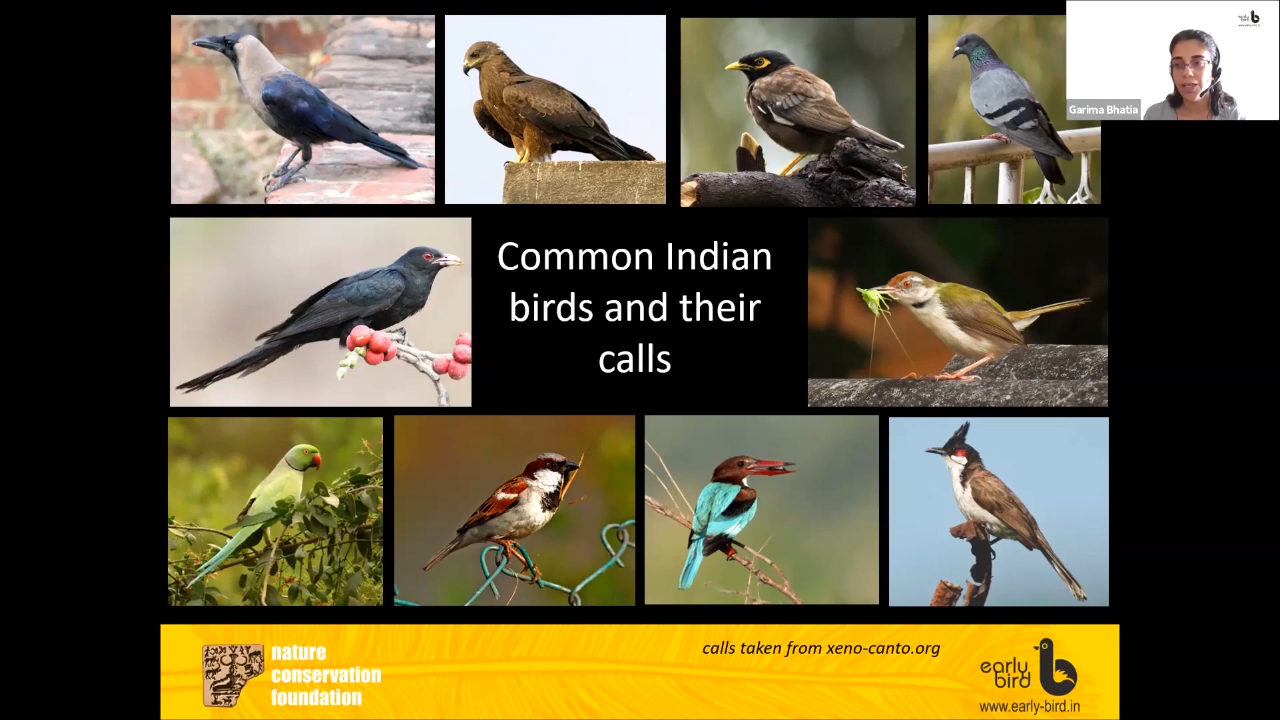 Garima Bhatia
Common Indian
birds and their
calls
nature
conservation
foundation
calls taken from xeno-canto.org
early
bird
www.early-bird.in